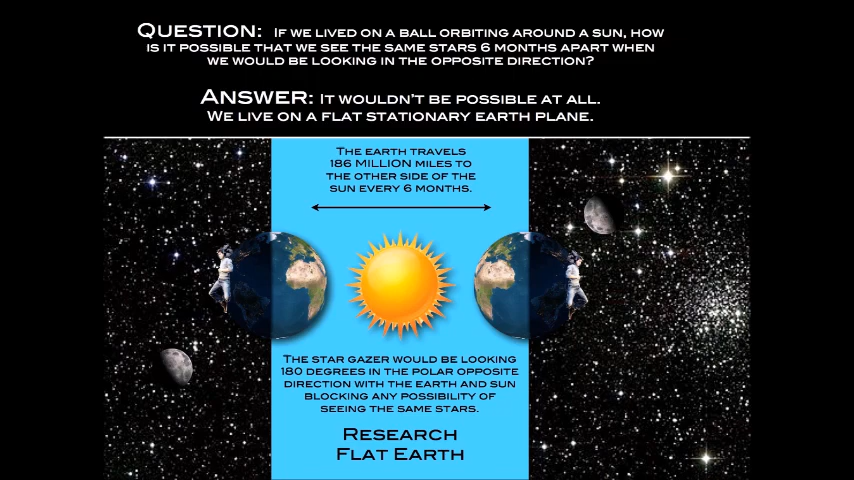 Question: If we lived on a ball orbiting around a sun, how
is it possible that we see the same stars 6 months apart when
we would be looking in the opposite direction?
Answer: It wouldn't be possible at all.
We live on a flat stationary earth plane.
The earth travels
186 million miles to
the other side of the
sun every 6 months.
The star gazer would be looking
180 degrees in the polar opposite
direction with the earth and sun
blocking any possibility of
seeing the same stars.
Research
Flat Earth